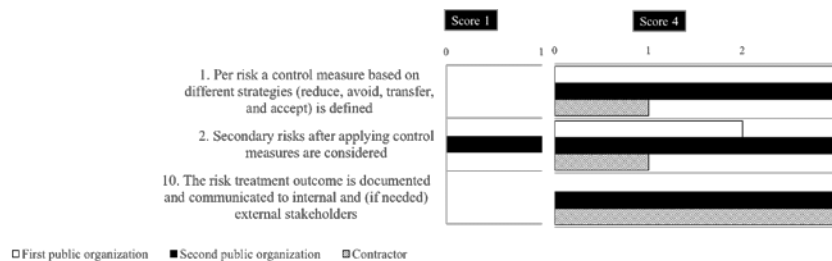 Score 1
Score 4
0
1
0
1
2
1. Per risk a control measure based on
different strategies (reduce, avoid, transfer,
and accept) is defined
2. Secondary risks after applying control
measures are considered
10. The risk treatment outcome is documented
and communicated to internal and (if needed)
external stakeholders
First public organization
Second public organization
Contractor